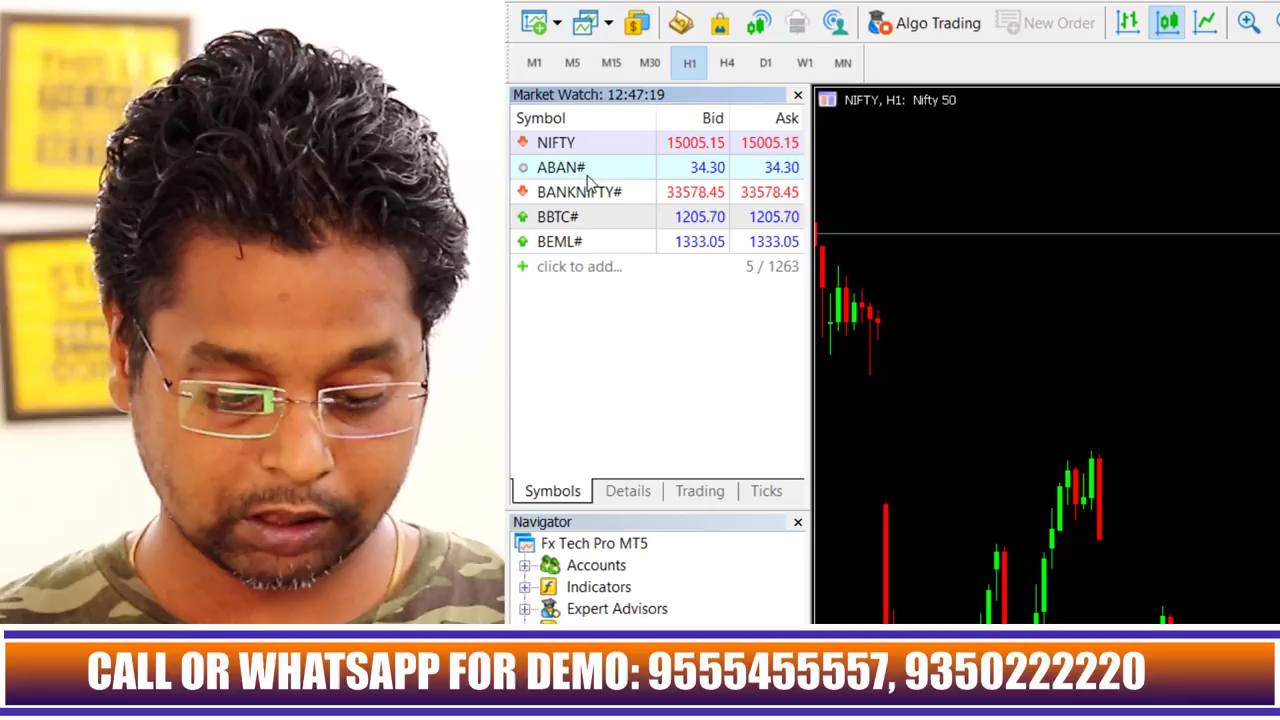 Algo Trading New Order
M1 M5 M15 M30 H1 H4 D1 W1 MN
Market Watch: 12:47:19
Symbol Bid Ask
NIFTY 15005.15 15005.15
ABAN# 34.30 34.30
BANKNIFTY# 33578.45 33578.45
BBTC# 1205.70 1205.70
BEML# 1333.05 1333.05
click to add... 5 / 1263
Symbols Details Trading Ticks
Navigator
Fx Tech Pro MT5
Accounts
Indicators
Expert Advisors
NIFTY, H1: Nifty 50
CALL OR WHATSAPP FOR DEMO: 9555455557, 9350222220